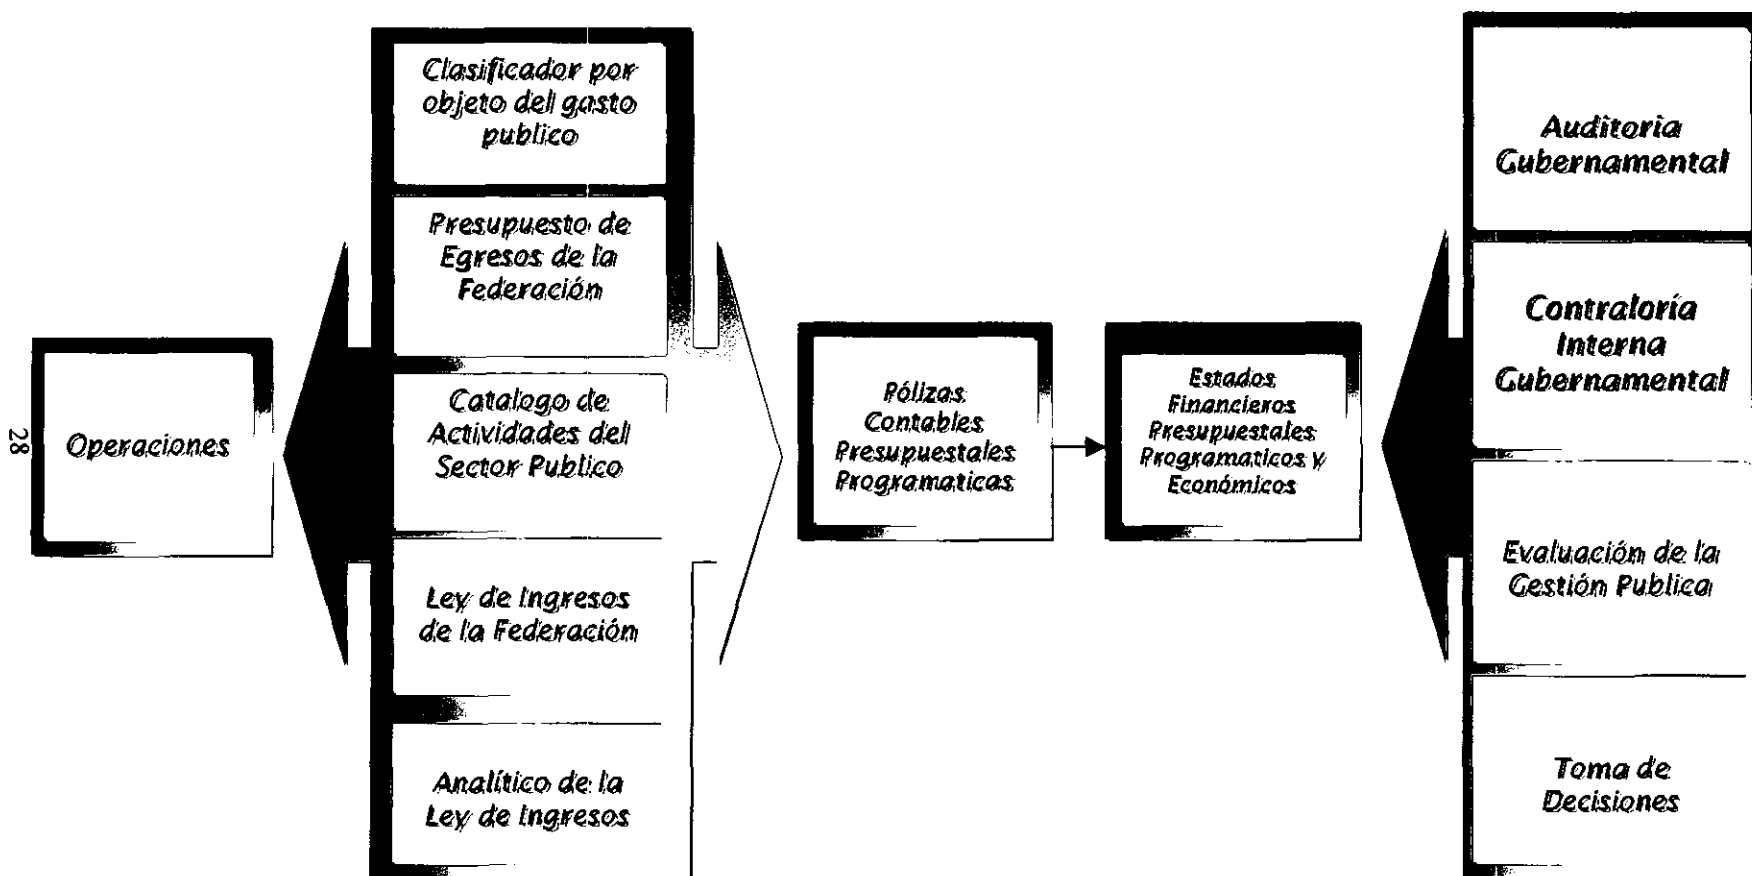 Clasificador por
objeto del gasto
publico
Presupuesto de
Egresos de la
Federación
Catalogo de
Actividades del
Sector Publico
Ley de Ingresos
de la Federación
Analítico de la
Ley de Ingresos
Operaciones
28
Pólizas
Contables
Presupuestales
Programaticas
Estados
Financieros
Presupuestales
Programaticos y
Económicos
Auditoria
Gubernamental
Contraloría
Interna
Gubernamental
Evaluación de la
Gestión Publica
Toma de
Decisiones